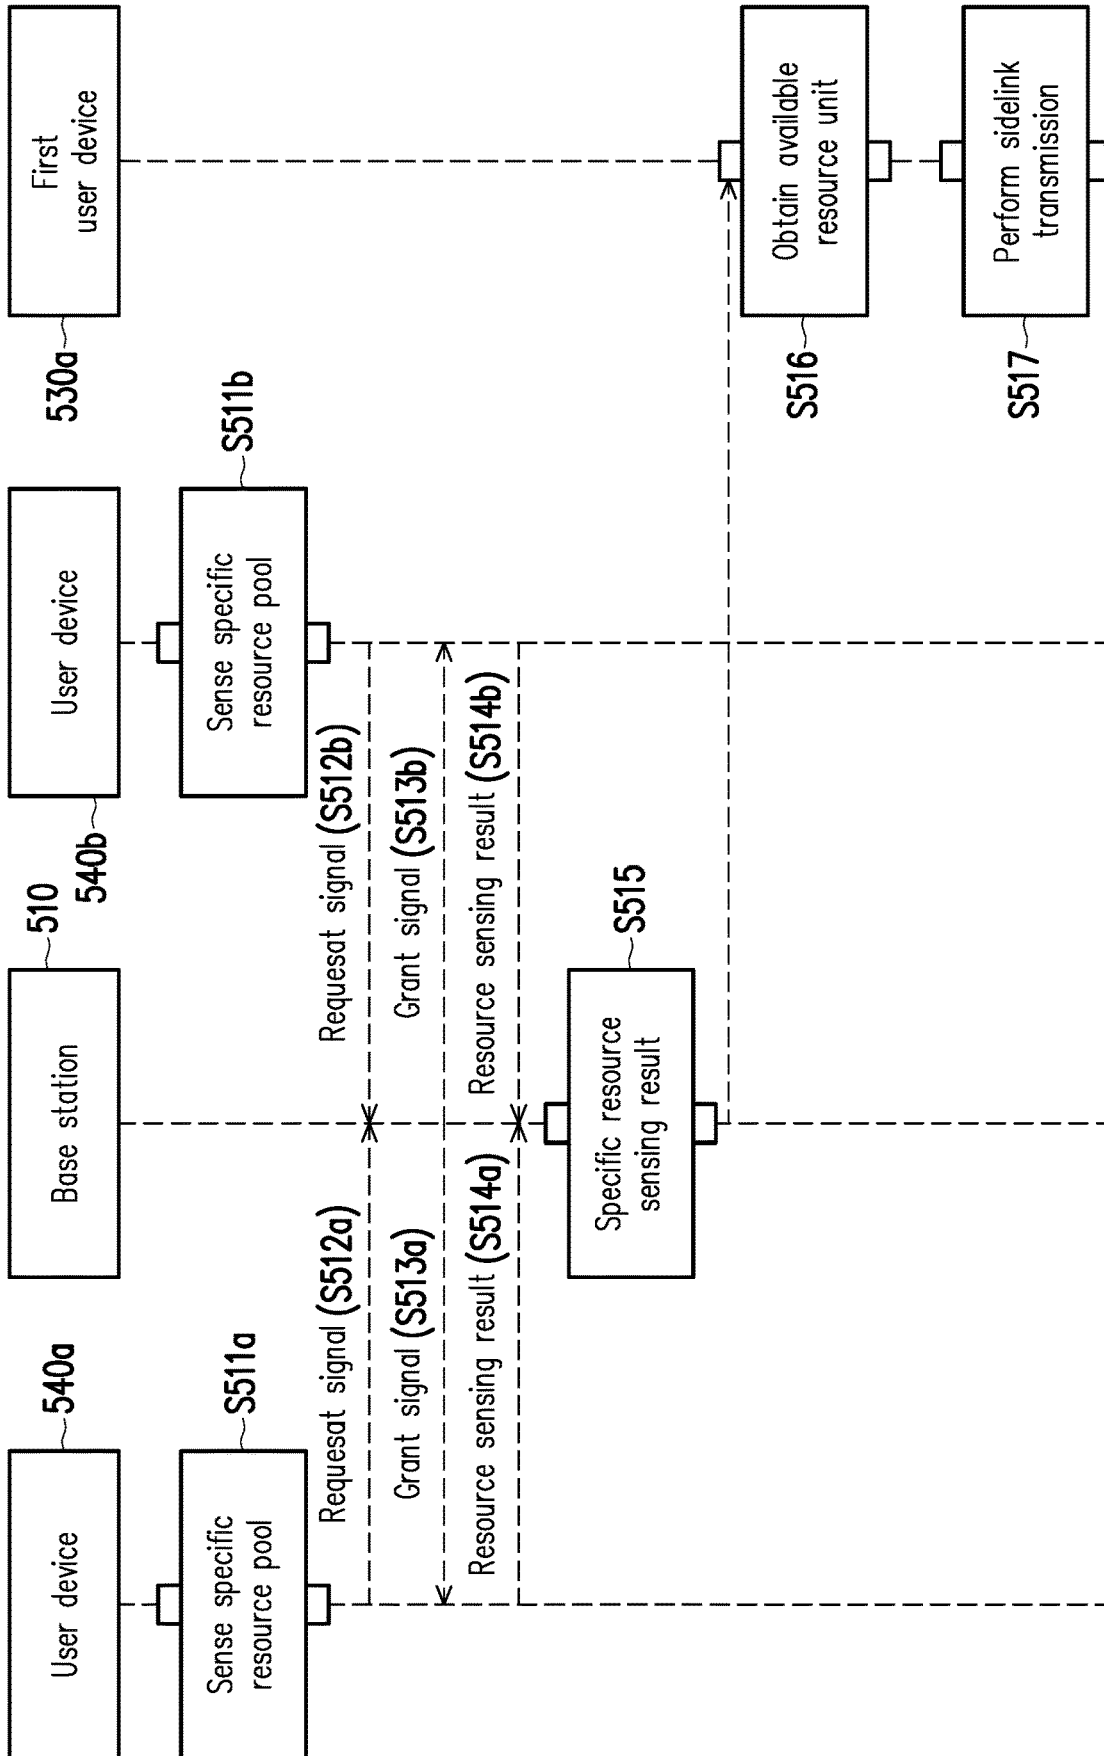 540a
User device
510
Base station
540b
User device
530a
First
user device
S511a
Sense specific
resource pool
S511b
Sense specific
resource pool
Requesat signal (S512a)
Requesat signal (S512b)
Grant signal (S513a)
Grant signal (S513b)
Resource sensing result (S514a)
Resource sensing result (S514b)
S515
Specific resource
sensing result
S516
Obtain available
resource unit
S517
Perform sidelink
transmission